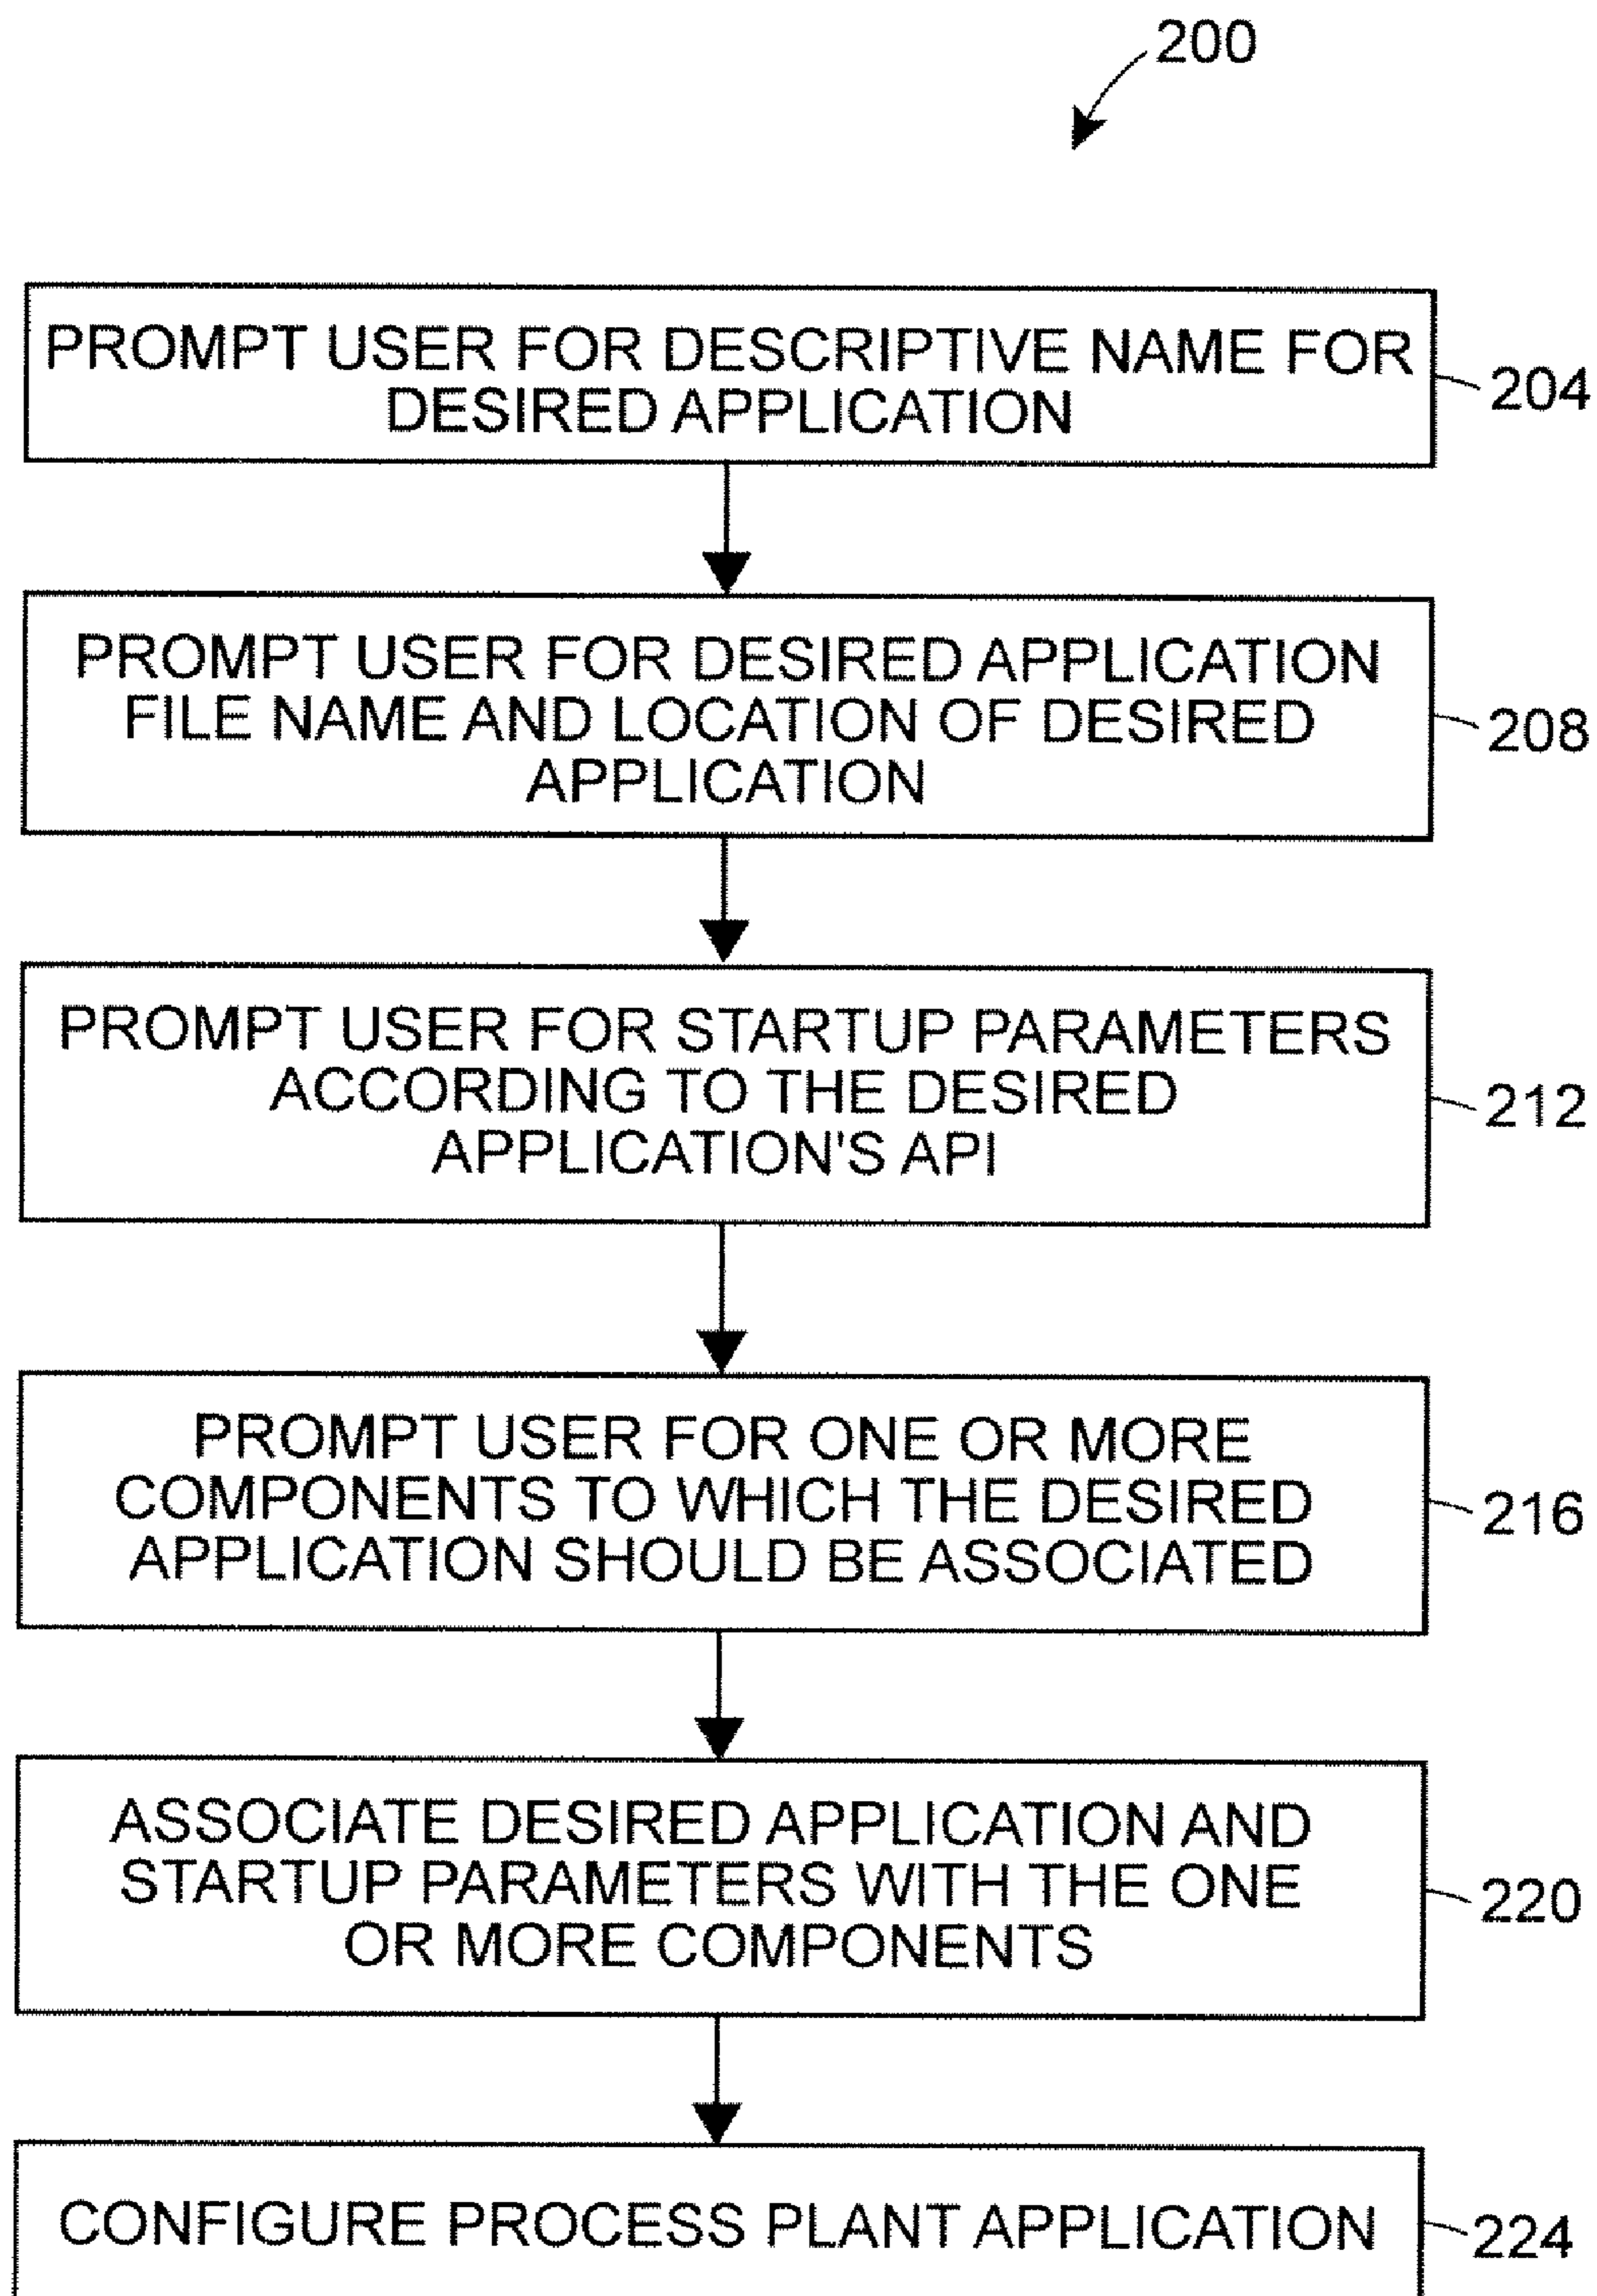 200
PROMPT USER FOR DESCRIPTIVE NAME FOR
DESIRED APPLICATION
204
PROMPT USER FOR DESIRED APPLICATION
FILE NAME AND LOCATION OF DESIRED
APPLICATION
208
PROMPT USER FOR STARTUP PARAMETERS
ACCORDING TO THE DESIRED
APPLICATION'S API
212
PROMPT USER FOR ONE OR MORE
COMPONENTS TO WHICH THE DESIRED
APPLICATION SHOULD BE ASSOCIATED
216
ASSOCIATE DESIRED APPLICATION AND
STARTUP PARAMETERS WITH THE ONE
OR MORE COMPONENTS
220
CONFIGURE PROCESS PLANT APPLICATION
224